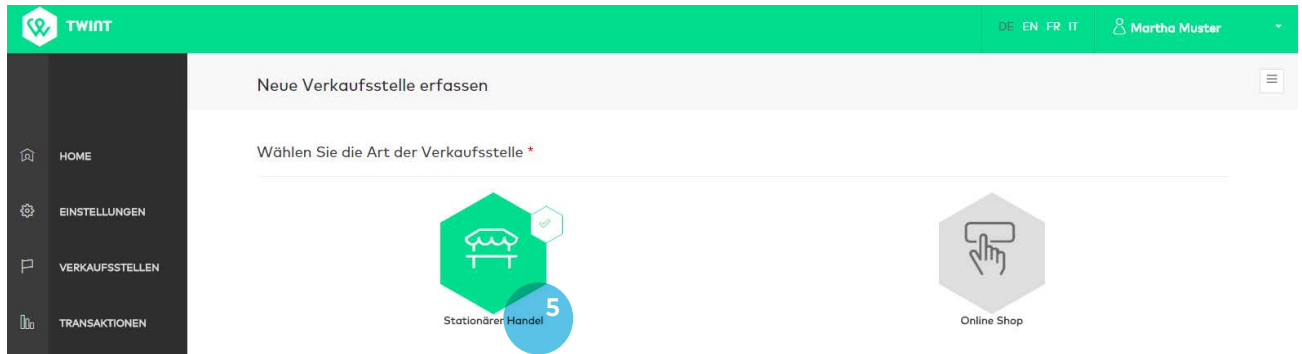 TWINT
DE EN FR IT
Martha Muster
Neue Verkaufsstelle erfassen
HOME
Wählen Sie die Art der Verkaufsstelle *
EINSTELLUNGEN
VERKAUFSSTELLEN
TRANSAKTIONEN
5
Stationärer Handel
Online Shop